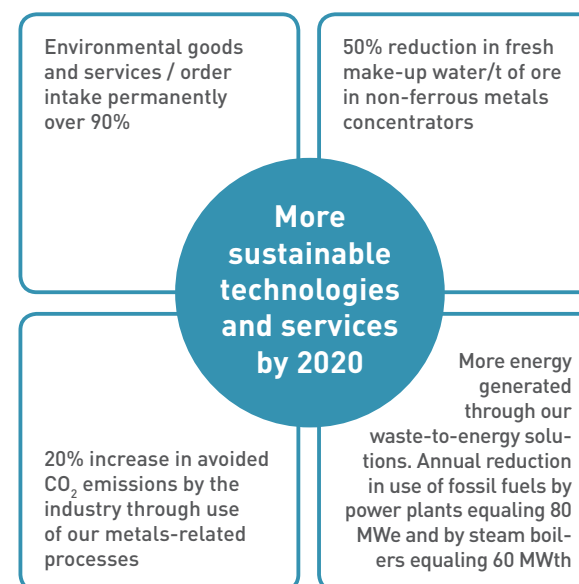 Environmental goods
and services / order
intake permanently
over 90%
50% reduction in fresh
make-up water/t of ore
in non-ferrous metals
concentrators
More
sustainable
technologies
and services
by 2020
20% increase in avoided
CO₂ emissions by the
industry through use
of our metals-related
processes
More energy
generated
through our
waste-to-energy solu-
tions. Annual reduction
in use of fossil fuels by
power plants equaling 80
MWe and by steam boil-
ers equaling 60 MWth